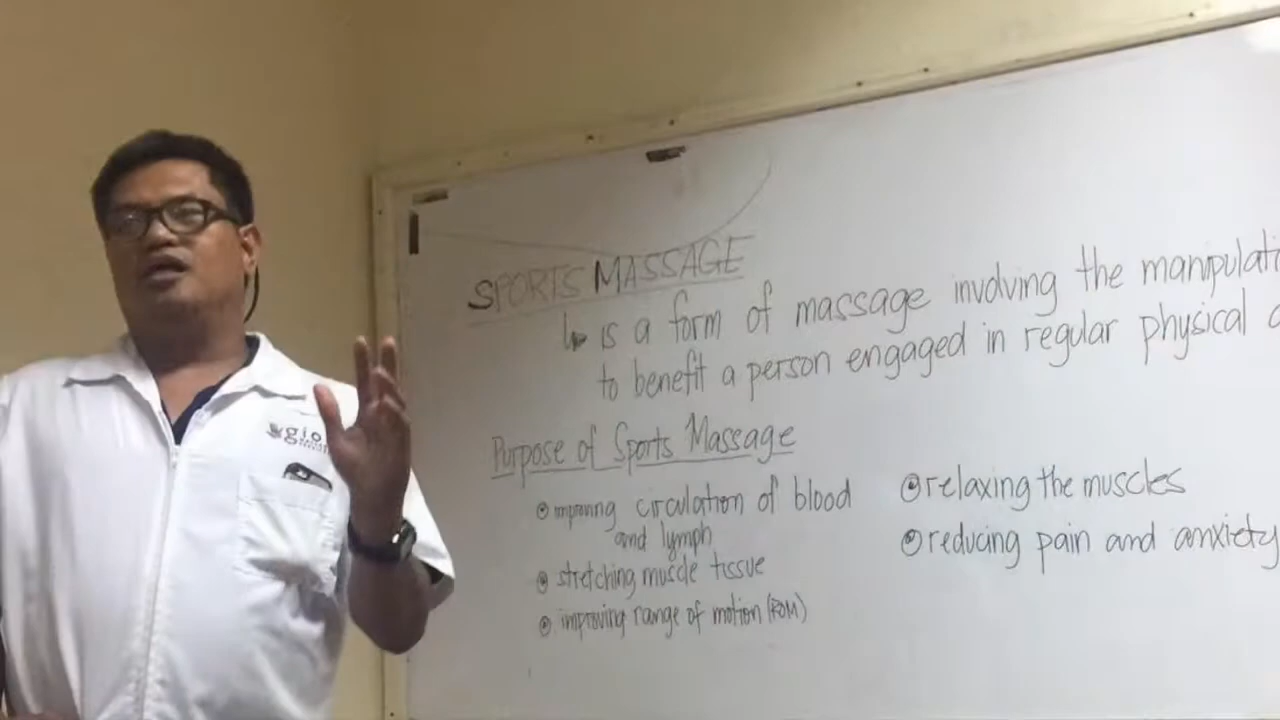 SPORTS MASSAGE
is a form of massage involving the manipulati
to benefit a person engaged in regular physical a
Purpose of Sports Massage
improving circulation of blood
and lymph
stretching muscle tissue
improving range of motion (ROM)
relaxing the muscles
reducing pain and anxiety
gio